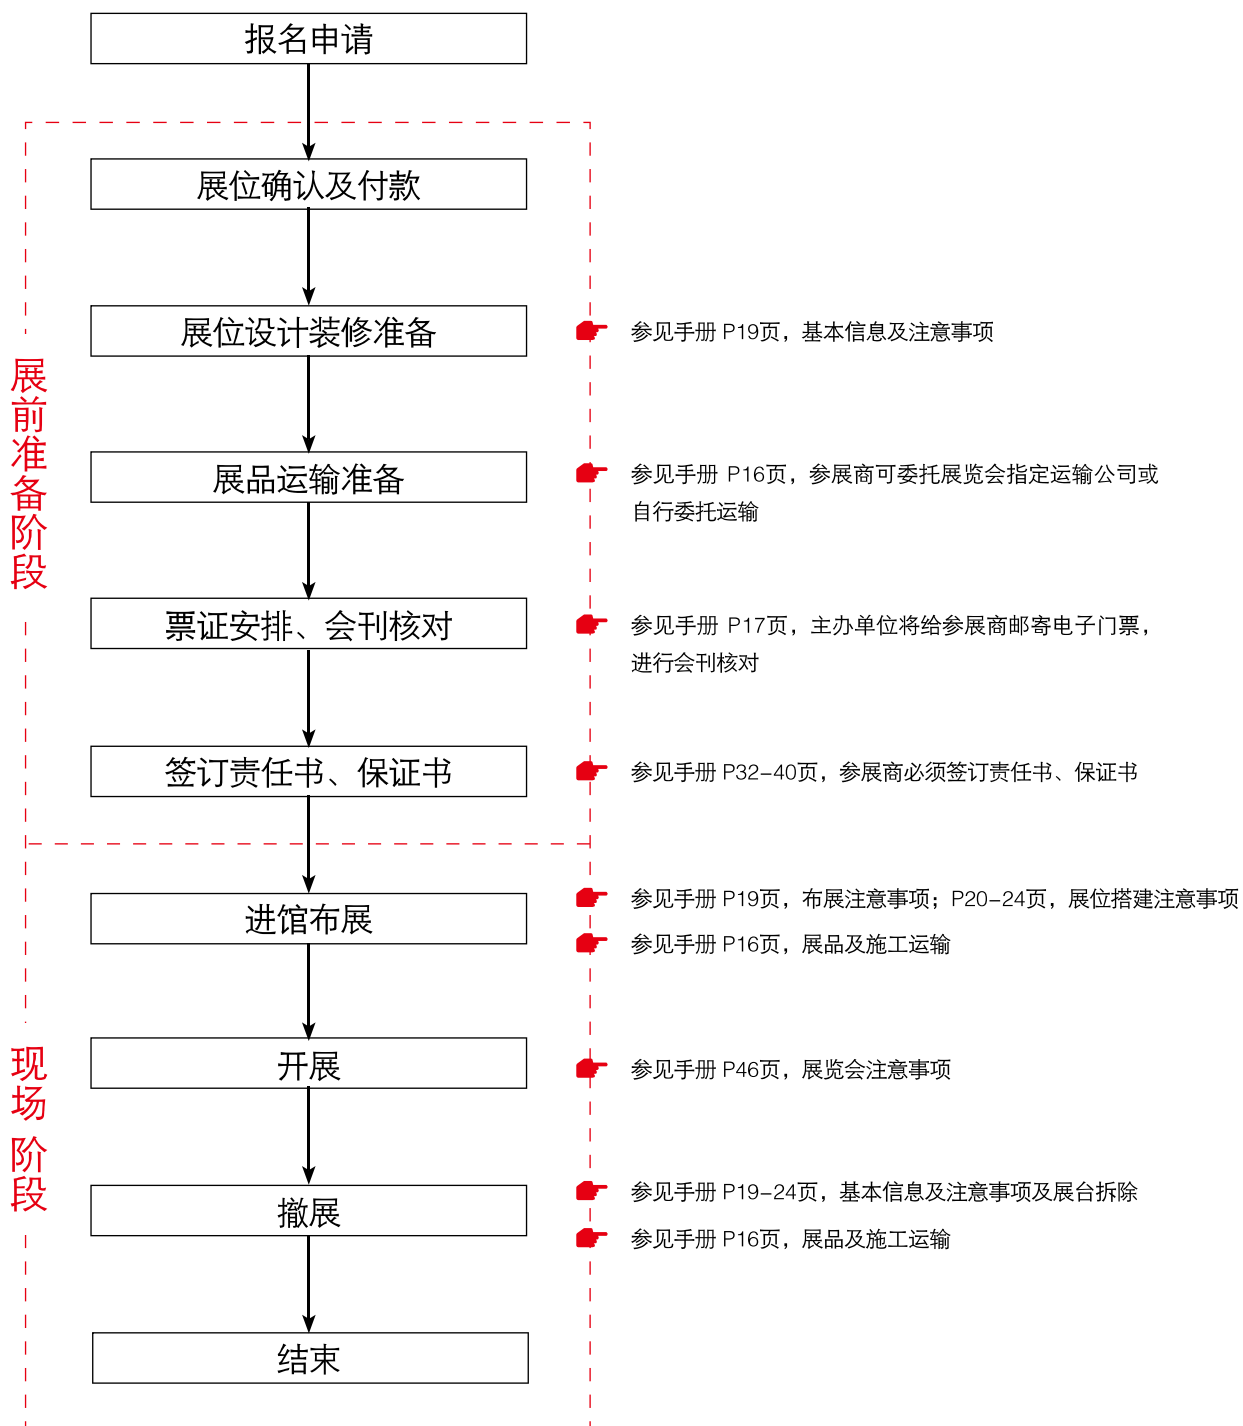 报名申请
展位确认及付款
展位设计装修准备
参见手册 P19页，基本信息及注意事项
展前准备阶段
展品运输准备
参见手册 P16页，参展商可委托展览会指定运输公司或
自行委托运输
票证安排、会刊核对
参见手册 P17页，主办单位将给参展商邮寄电子门票，
进行会刊核对
签订责任书、保证书
参见手册 P32-40页，参展商必须签订责任书、保证书
进馆布展
参见手册 P19页，布展注意事项；P20-24页，展位搭建注意事项
参见手册 P16页，展品及施工运输
现场阶段
开展
参见手册 P46页，展览会注意事项
撤展
参见手册 P19-24页，基本信息及注意事项及展台拆除
参见手册 P16页，展品及施工运输
结束